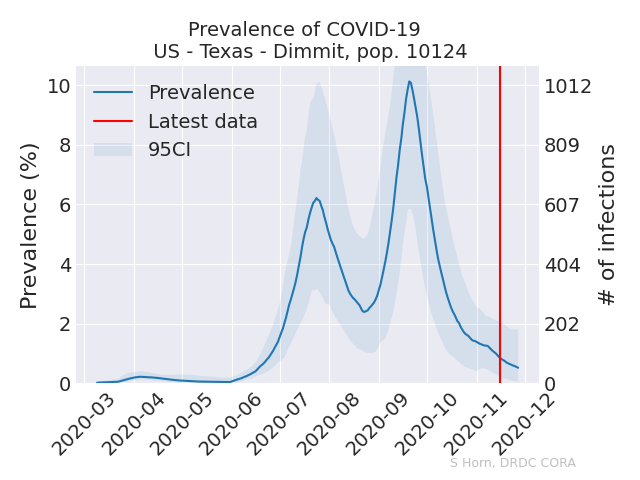 Prevalence of COVID-19
US - Texas - Dimmit, pop. 10124
Prevalence
Latest data
95CI
Prevalence (%)
10
8
6
4
2
0
1012
809
607
404
202
0
# of infections
2020-03
2020-04
2020-05
2020-06
2020-07
2020-08
2020-09
2020-10
2020-11
2020-12
S Horn, DRDC CORA